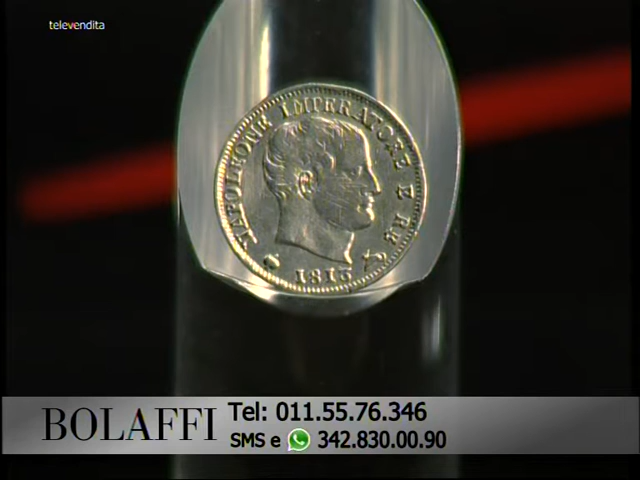 televendita
NAPOLEONE IMPERATORE E RE
1813
BOLAFFI
Tel: 011.55.76.346
SMS e 342.830.00.90